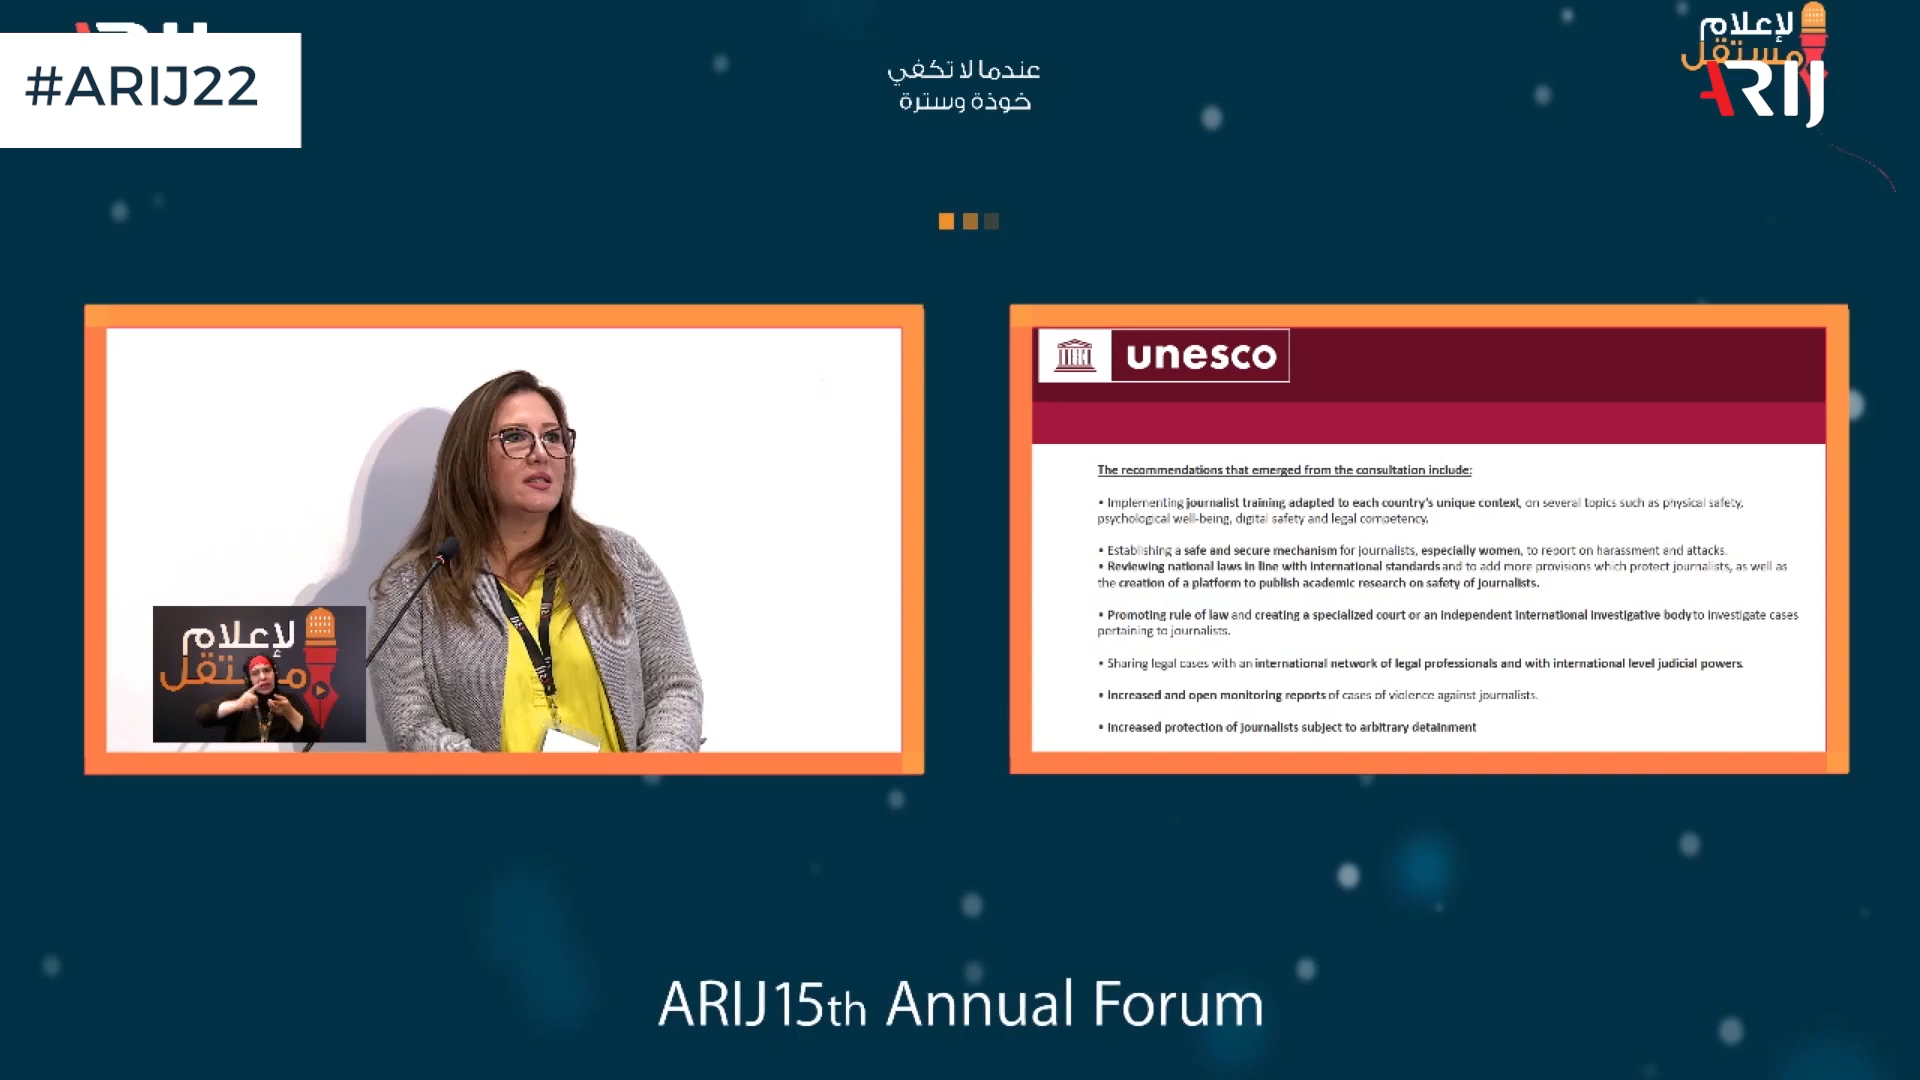 #ARIJ22
عندما لا تكفي
خوذة وسترة
لإعلام
مستقل
ARIJ
لإعلام
مستقل
unesco
The recommendations that emerged from the consultation include:
• Implementing journalist training adapted to each country's unique context, on several topics such as physical safety,
psychological well-being, digital safety and legal competency.
• Establishing a safe and secure mechanism for journalists, especially women, to report on harassment and attacks.
• Reviewing national laws in line with international standards and to add more provisions which protect journalists, as well as
the creation of a platform to publish academic research on safety of journalists.
• Promoting rule of law and creating a specialized court or an independent international investigative body to investigate cases
pertaining to journalists.
• Sharing legal cases with an international network of legal professionals and with international level judicial powers.
• Increased and open monitoring reports of cases of violence against journalists.
• Increased protection of journalists subject to arbitrary detainment
ARIJ15th Annual Forum